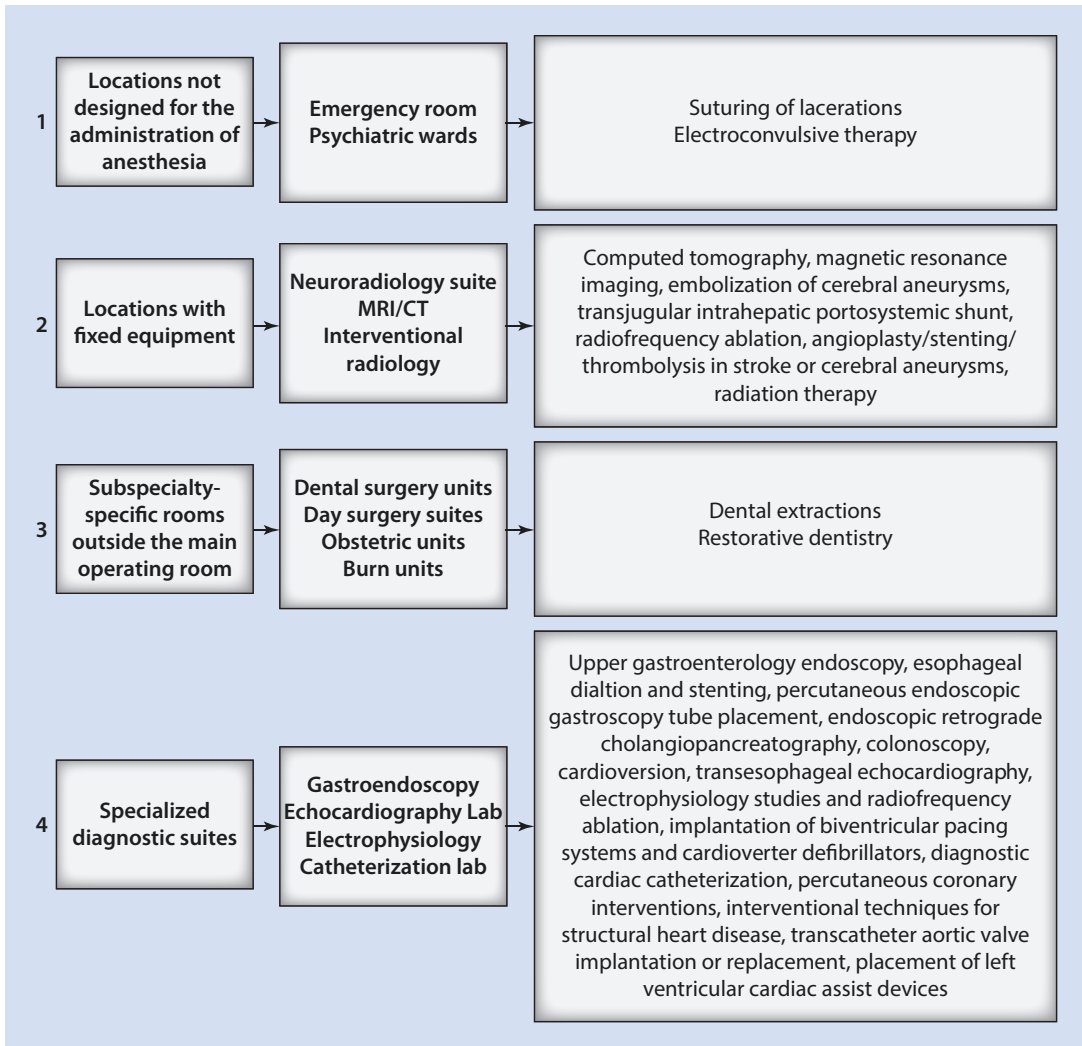 1
Locations not
designed for the
administration of
anesthesia
Emergency room
Psychiatric wards
Suturing of lacerations
Electroconvulsive therapy
2
Locations with
fixed equipment
Neuroradiology suite
MRI/CT
Interventional
radiology
Computed tomography, magnetic resonance
imaging, embolization of cerebral aneurysms,
transjugular intrahepatic portosystemic shunt,
radiofrequency ablation, angioplasty/stenting/
thrombolysis in stroke or cerebral aneurysms,
radiation therapy
3
Subspecialty-
specific rooms
outside the main
operating room
Dental surgery units
Day surgery suites
Obstetric units
Burn units
Dental extractions
Restorative dentistry
4
Specialized
diagnostic suites
Gastroendoscopy
Echocardiography Lab
Electrophysiology
Catheterization lab
Upper gastroenterology endoscopy, esophageal
dialtion and stenting, percutaneous endoscopic
gastroscopy tube placement, endoscopic retrograde
cholangiopancreatography, colonoscopy,
cardioversion, transesophageal echocardiography,
electrophysiology studies and radiofrequency
ablation, implantation of biventricular pacing
systems and cardioverter defibrillators, diagnostic
cardiac catheterization, percutaneous coronary
interventions, interventional techniques for
structural heart disease, transcatheter aortic valve
implantation or replacement, placement of left
ventricular cardiac assist devices